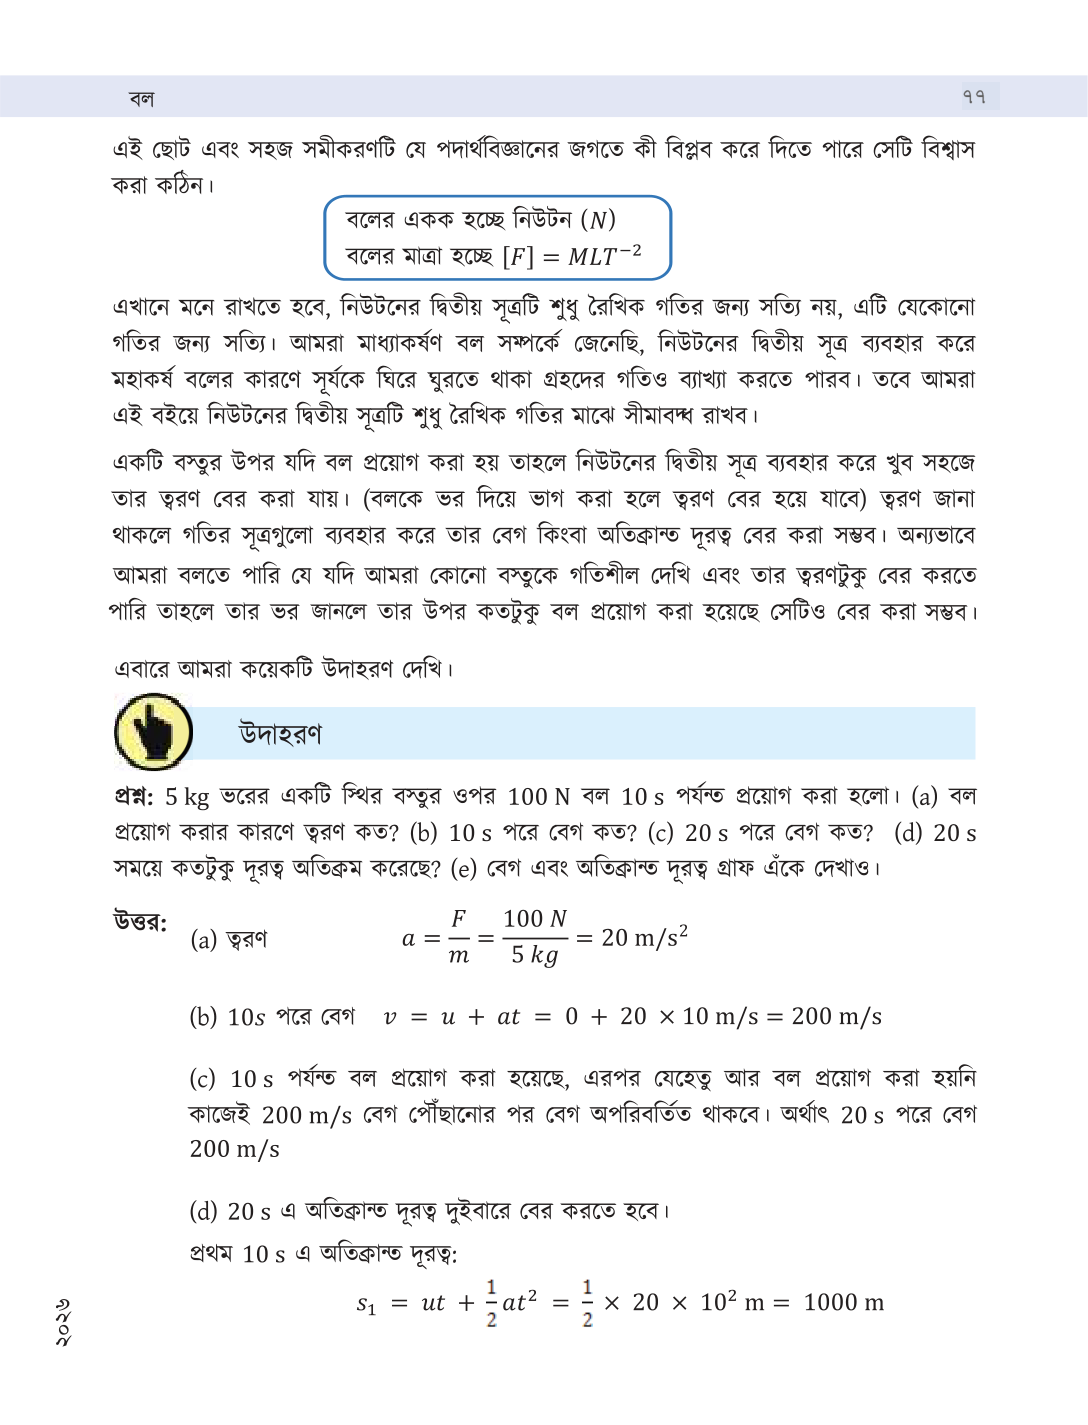 বল ৭৭
এই ছোট এবং সহজ সমীকরণটি যে পদার্থবিজ্ঞানের জগতে কী বিপ্লব করে দিতে পারে সেটি বিশ্বাস
করা কঠিন।
বলের একক হচ্ছে নিউটন (N)
বলের মাত্রা হচ্ছে [F] = MLT⁻²
এখানে মনে রাখতে হবে, নিউটনের দ্বিতীয় সূত্রটি শুধু রৈখিক গতির জন্য সত্যি নয়, এটি যেকোনো
গতির জন্য সত্যি। আমরা মাধ্যাকর্ষণ বল সম্পর্কে জেনেছি, নিউটনের দ্বিতীয় সূত্র ব্যবহার করে
মহাকর্ষ বলের কারণে সূর্যকে ঘিরে ঘুরতে থাকা গ্রহদের গতিও ব্যাখ্যা করতে পারব। তবে আমরা
এই বইয়ে নিউটনের দ্বিতীয় সূত্রটি শুধু রৈখিক গতির মাঝে সীমাবদ্ধ রাখব।
একটি বস্তুর উপর যদি বল প্রয়োগ করা হয় তাহলে নিউটনের দ্বিতীয় সূত্র ব্যবহার করে খুব সহজে
তার ত্বরণ বের করা যায়। (বলকে ভর দিয়ে ভাগ করা হলে ত্বরণ বের হয়ে যাবে) ত্বরণ জানা
থাকলে গতির সূত্রগুলো ব্যবহার করে তার বেগ কিংবা অতিক্রান্ত দূরত্ব বের করা সম্ভব। অন্যভাবে
আমরা বলতে পারি যে যদি আমরা কোনো বস্তুকে গতিশীল দেখি এবং তার ত্বরণটুকু বের করতে
পারি তাহলে তার ভর জানলে তার উপর কতটুকু বল প্রয়োগ করা হয়েছে সেটিও বের করা সম্ভব।
এবারে আমরা কয়েকটি উদাহরণ দেখি।
উদাহরণ
প্রশ্ন: 5 kg ভরের একটি স্থির বস্তুর ওপর 100 N বল 10 s পর্যন্ত প্রয়োগ করা হলো। (a) বল
প্রয়োগ করার কারণে ত্বরণ কত? (b) 10 s পরে বেগ কত? (c) 20 s পরে বেগ কত? (d) 20 s
সময়ে কতটুকু দূরত্ব অতিক্রম করেছে? (e) বেগ এবং অতিক্রান্ত দূরত্ব গ্রাফ এঁকে দেখাও।
উত্তর: (a) ত্বরণ a = F/m = 100 N/5 kg = 20 m/s²
(b) 10s পরে বেগ v = u + at = 0 + 20 × 10 m/s = 200 m/s
(c) 10 s পর্যন্ত বল প্রয়োগ করা হয়েছে, এরপর যেহেতু আর বল প্রয়োগ করা হয়নি
কাজেই 200 m/s বেগ পৌঁছানোর পর বেগ অপরিবর্তিত থাকবে। অর্থাৎ 20 s পরে বেগ
200 m/s
(d) 20 s এ অতিক্রান্ত দূরত্ব দুইবারে বের করতে হবে।
প্রথম 10 s এ অতিক্রান্ত দূরত্ব:
s₁ = ut + 1/2 at² = 1/2 × 20 × 10² m = 1000 m
২০২৬